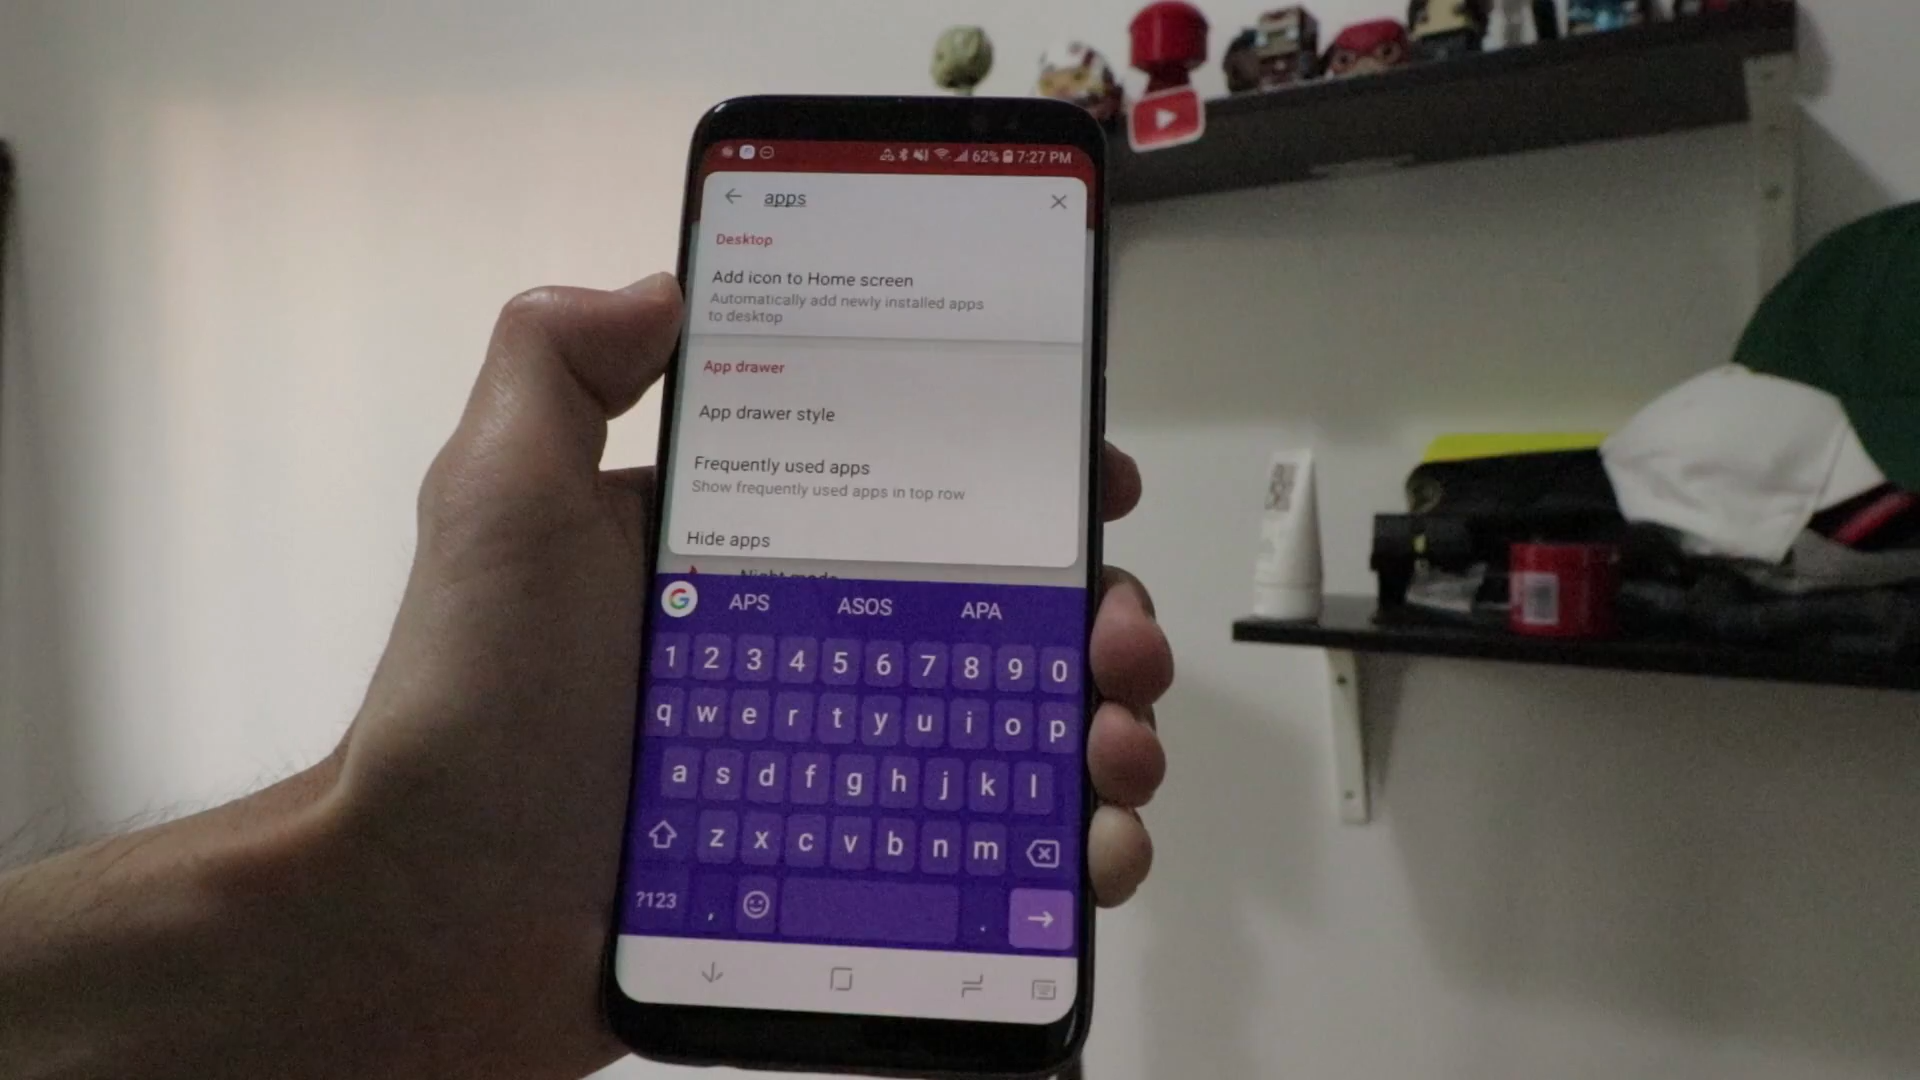 62% 7:27 PM
apps
Desktop
Add icon to Home screen
Automatically add newly installed apps
to desktop
App drawer
App drawer style
Frequently used apps
Show frequently used apps in top row
Hide apps
Night mode
G APS ASOS APA
1 2 3 4 5 6 7 8 9 0
q w e r t y u i o p
a s d f g h j k l
z x c v b n m
?123 , .